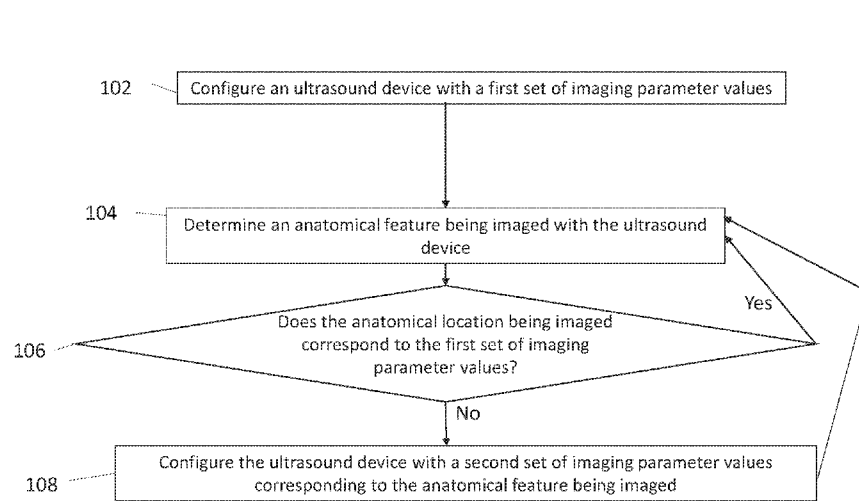 102
Configure an ultrasound device with a first set of imaging parameter values
104
Determine an anatomical feature being imaged with the ultrasound
device
Yes
106
Does the anatomical location being imaged
correspond to the first set of imaging
parameter values?
No
108
Configure the ultrasound device with a second set of imaging parameter values
corresponding to the anatomical feature being imaged